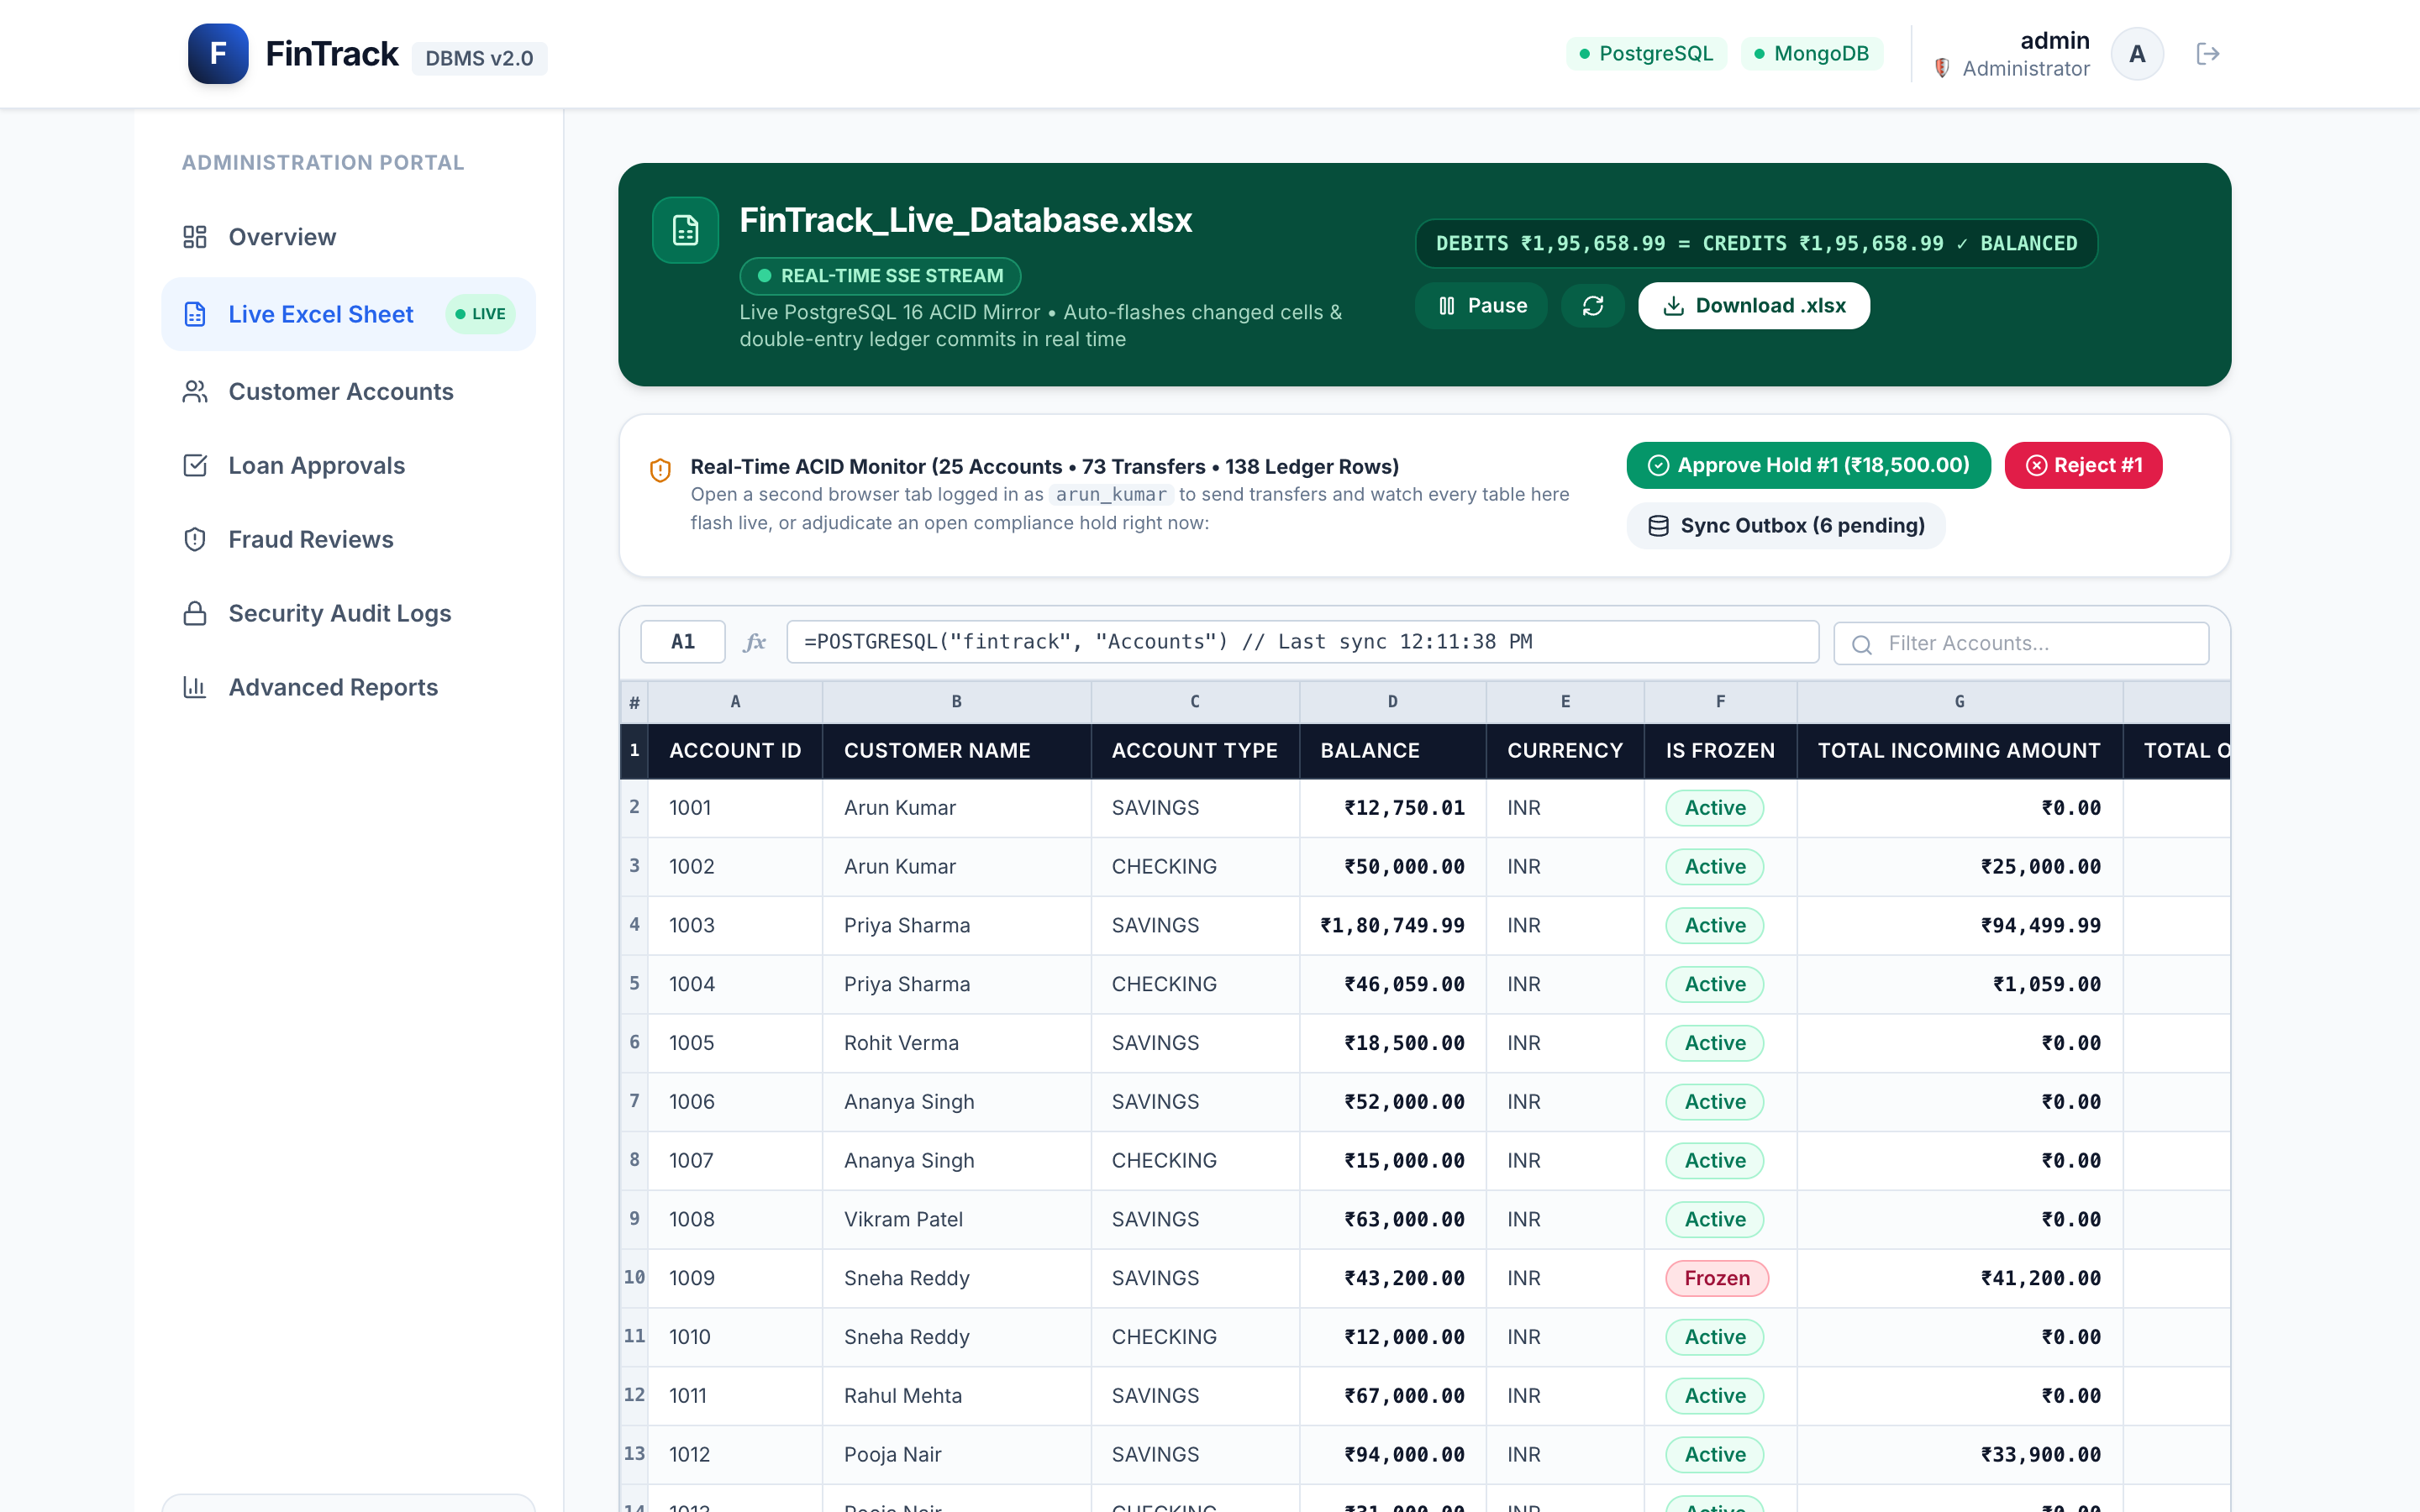 F FinTrack DBMS v2.0
PostgreSQL MongoDB
admin
Administrator
A
ADMINISTRATION PORTAL
Overview
Live Excel Sheet LIVE
Customer Accounts
Loan Approvals
Fraud Reviews
Security Audit Logs
Advanced Reports
FinTrack_Live_Database.xlsx
REAL-TIME SSE STREAM
Live PostgreSQL 16 ACID Mirror • Auto-flashes changed cells &
double-entry ledger commits in real time
DEBITS ₹1,95,658.99 = CREDITS ₹1,95,658.99 ✓ BALANCED
Pause Download .xlsx
Real-Time ACID Monitor (25 Accounts • 73 Transfers • 138 Ledger Rows)
Open a second browser tab logged in as arun_kumar to send transfers and watch every table here
flash live, or adjudicate an open compliance hold right now:
Approve Hold #1 (₹18,500.00) Reject #1
Sync Outbox (6 pending)
A1 fx =POSTGRESQL("fintrack", "Accounts") // Last sync 12:11:38 PM Filter Accounts...
# A B C D E F G
1 ACCOUNT ID CUSTOMER NAME ACCOUNT TYPE BALANCE CURRENCY IS FROZEN TOTAL INCOMING AMOUNT TOTAL O
2 1001 Arun Kumar SAVINGS ₹12,750.01 INR Active ₹0.00
3 1002 Arun Kumar CHECKING ₹50,000.00 INR Active ₹25,000.00
4 1003 Priya Sharma SAVINGS ₹1,80,749.99 INR Active ₹94,499.99
5 1004 Priya Sharma CHECKING ₹46,059.00 INR Active ₹1,059.00
6 1005 Rohit Verma SAVINGS ₹18,500.00 INR Active ₹0.00
7 1006 Ananya Singh SAVINGS ₹52,000.00 INR Active ₹0.00
8 1007 Ananya Singh CHECKING ₹15,000.00 INR Active ₹0.00
9 1008 Vikram Patel SAVINGS ₹63,000.00 INR Active ₹0.00
10 1009 Sneha Reddy SAVINGS ₹43,200.00 INR Frozen ₹41,200.00
11 1010 Sneha Reddy CHECKING ₹12,000.00 INR Active ₹0.00
12 1011 Rahul Mehta SAVINGS ₹67,000.00 INR Active ₹0.00
13 1012 Pooja Nair SAVINGS ₹94,000.00 INR Active ₹33,900.00
14 1013 Pooja Nair CHECKING ₹31,000.00 INR Active ₹0.00